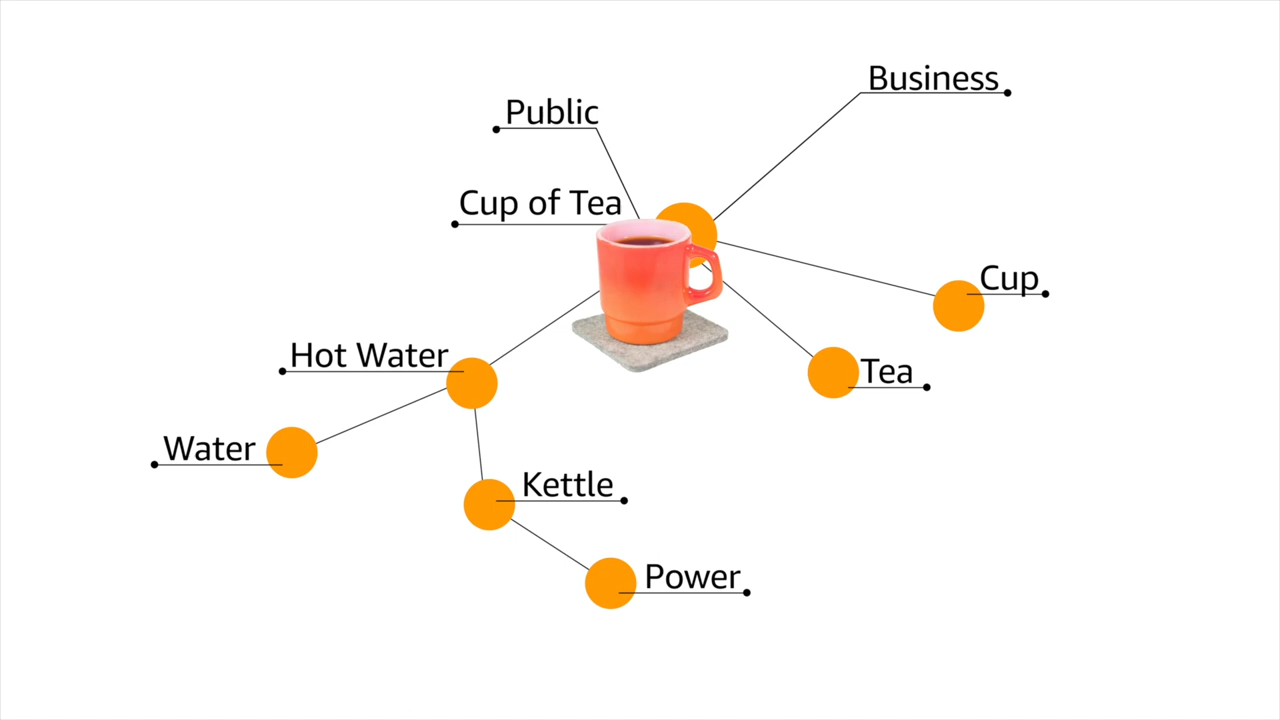 Business
Public
Cup of Tea
Cup
Hot Water
Tea
Water
Kettle
Power